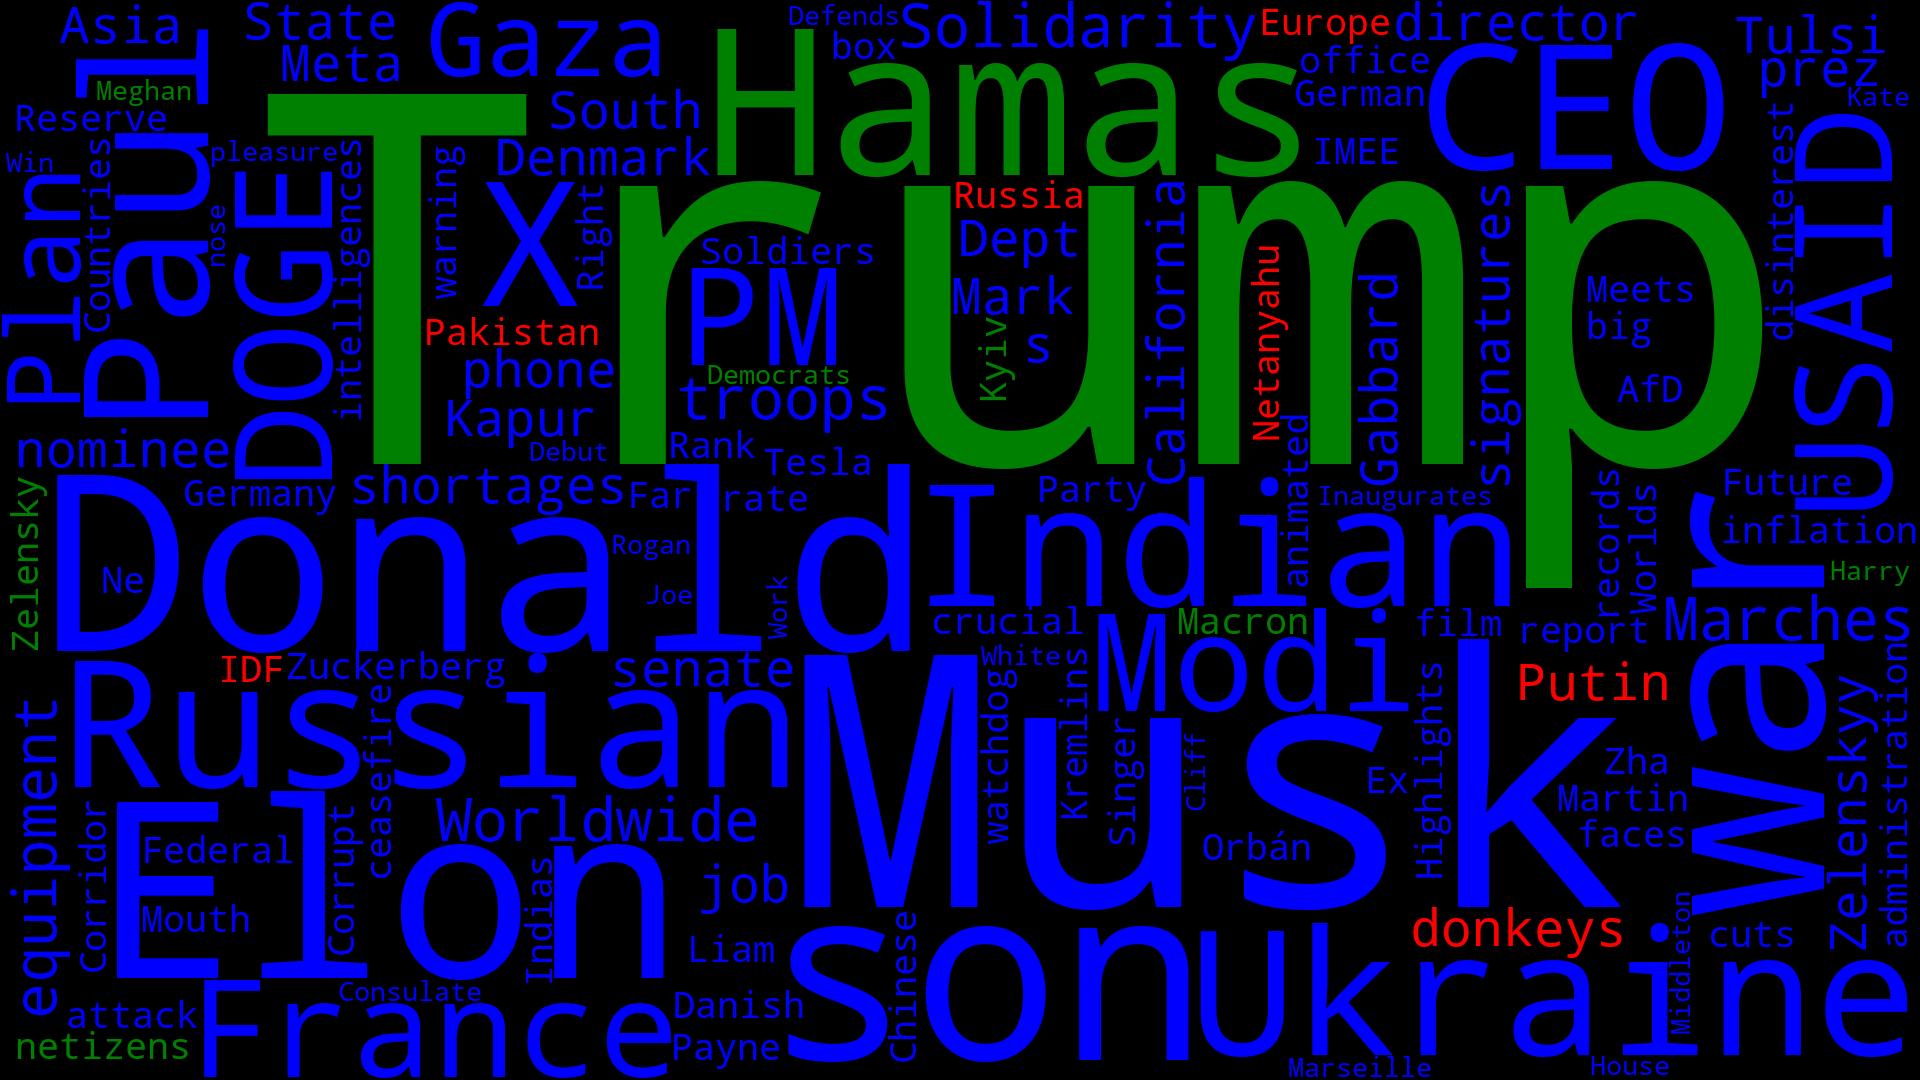 Asia
State
Meta
Gaza
Hamas
Defends
box
Solidarity
Europe
director
office
German
CEO
Tulsi
prez
Kate
Meghan
Paul
Reserve
Win
Plan
Countries
pleasure
nose
DOGE
intelligences
Trump
warning
South
Denmark
X
Right
IMEE
disinterest
USAID
Russia
Dept
Mark
s
Kyiv
Soldiers
PM
Pakistan
phone
Kapur
Democrats
troops
California
Netanyahu
Gabbard
signatures
Meets
big
AfD
nominee
Debut
Rank
Tesla
Zelensky
Germany
shortages
Far
rate
Party
animated
Inaugurates
records
Worlds
Future
inflation
Harry
Donald
Ne
Rogan
Joe
Work
Indian
War
crucial
Modi
Macron
film
report
Marches
Russian
IDF
Zuckerberg
ceasefire
senate
White
watchdog
Kremlins
Singer
Cliff
Musk
Highlights
Ex
Putin
Zha
Martin
faces
zelenskyy
administrations
equipment
Corridor
Elon
Federal
Mouth
Corrupt
Worldwide
Indias
job
Orbán
donkeys
Liam
son
Chinese
Ukraine
Middleton
cuts
attack
netizens
France
Consulate
Danish
Payne
Marseille
House